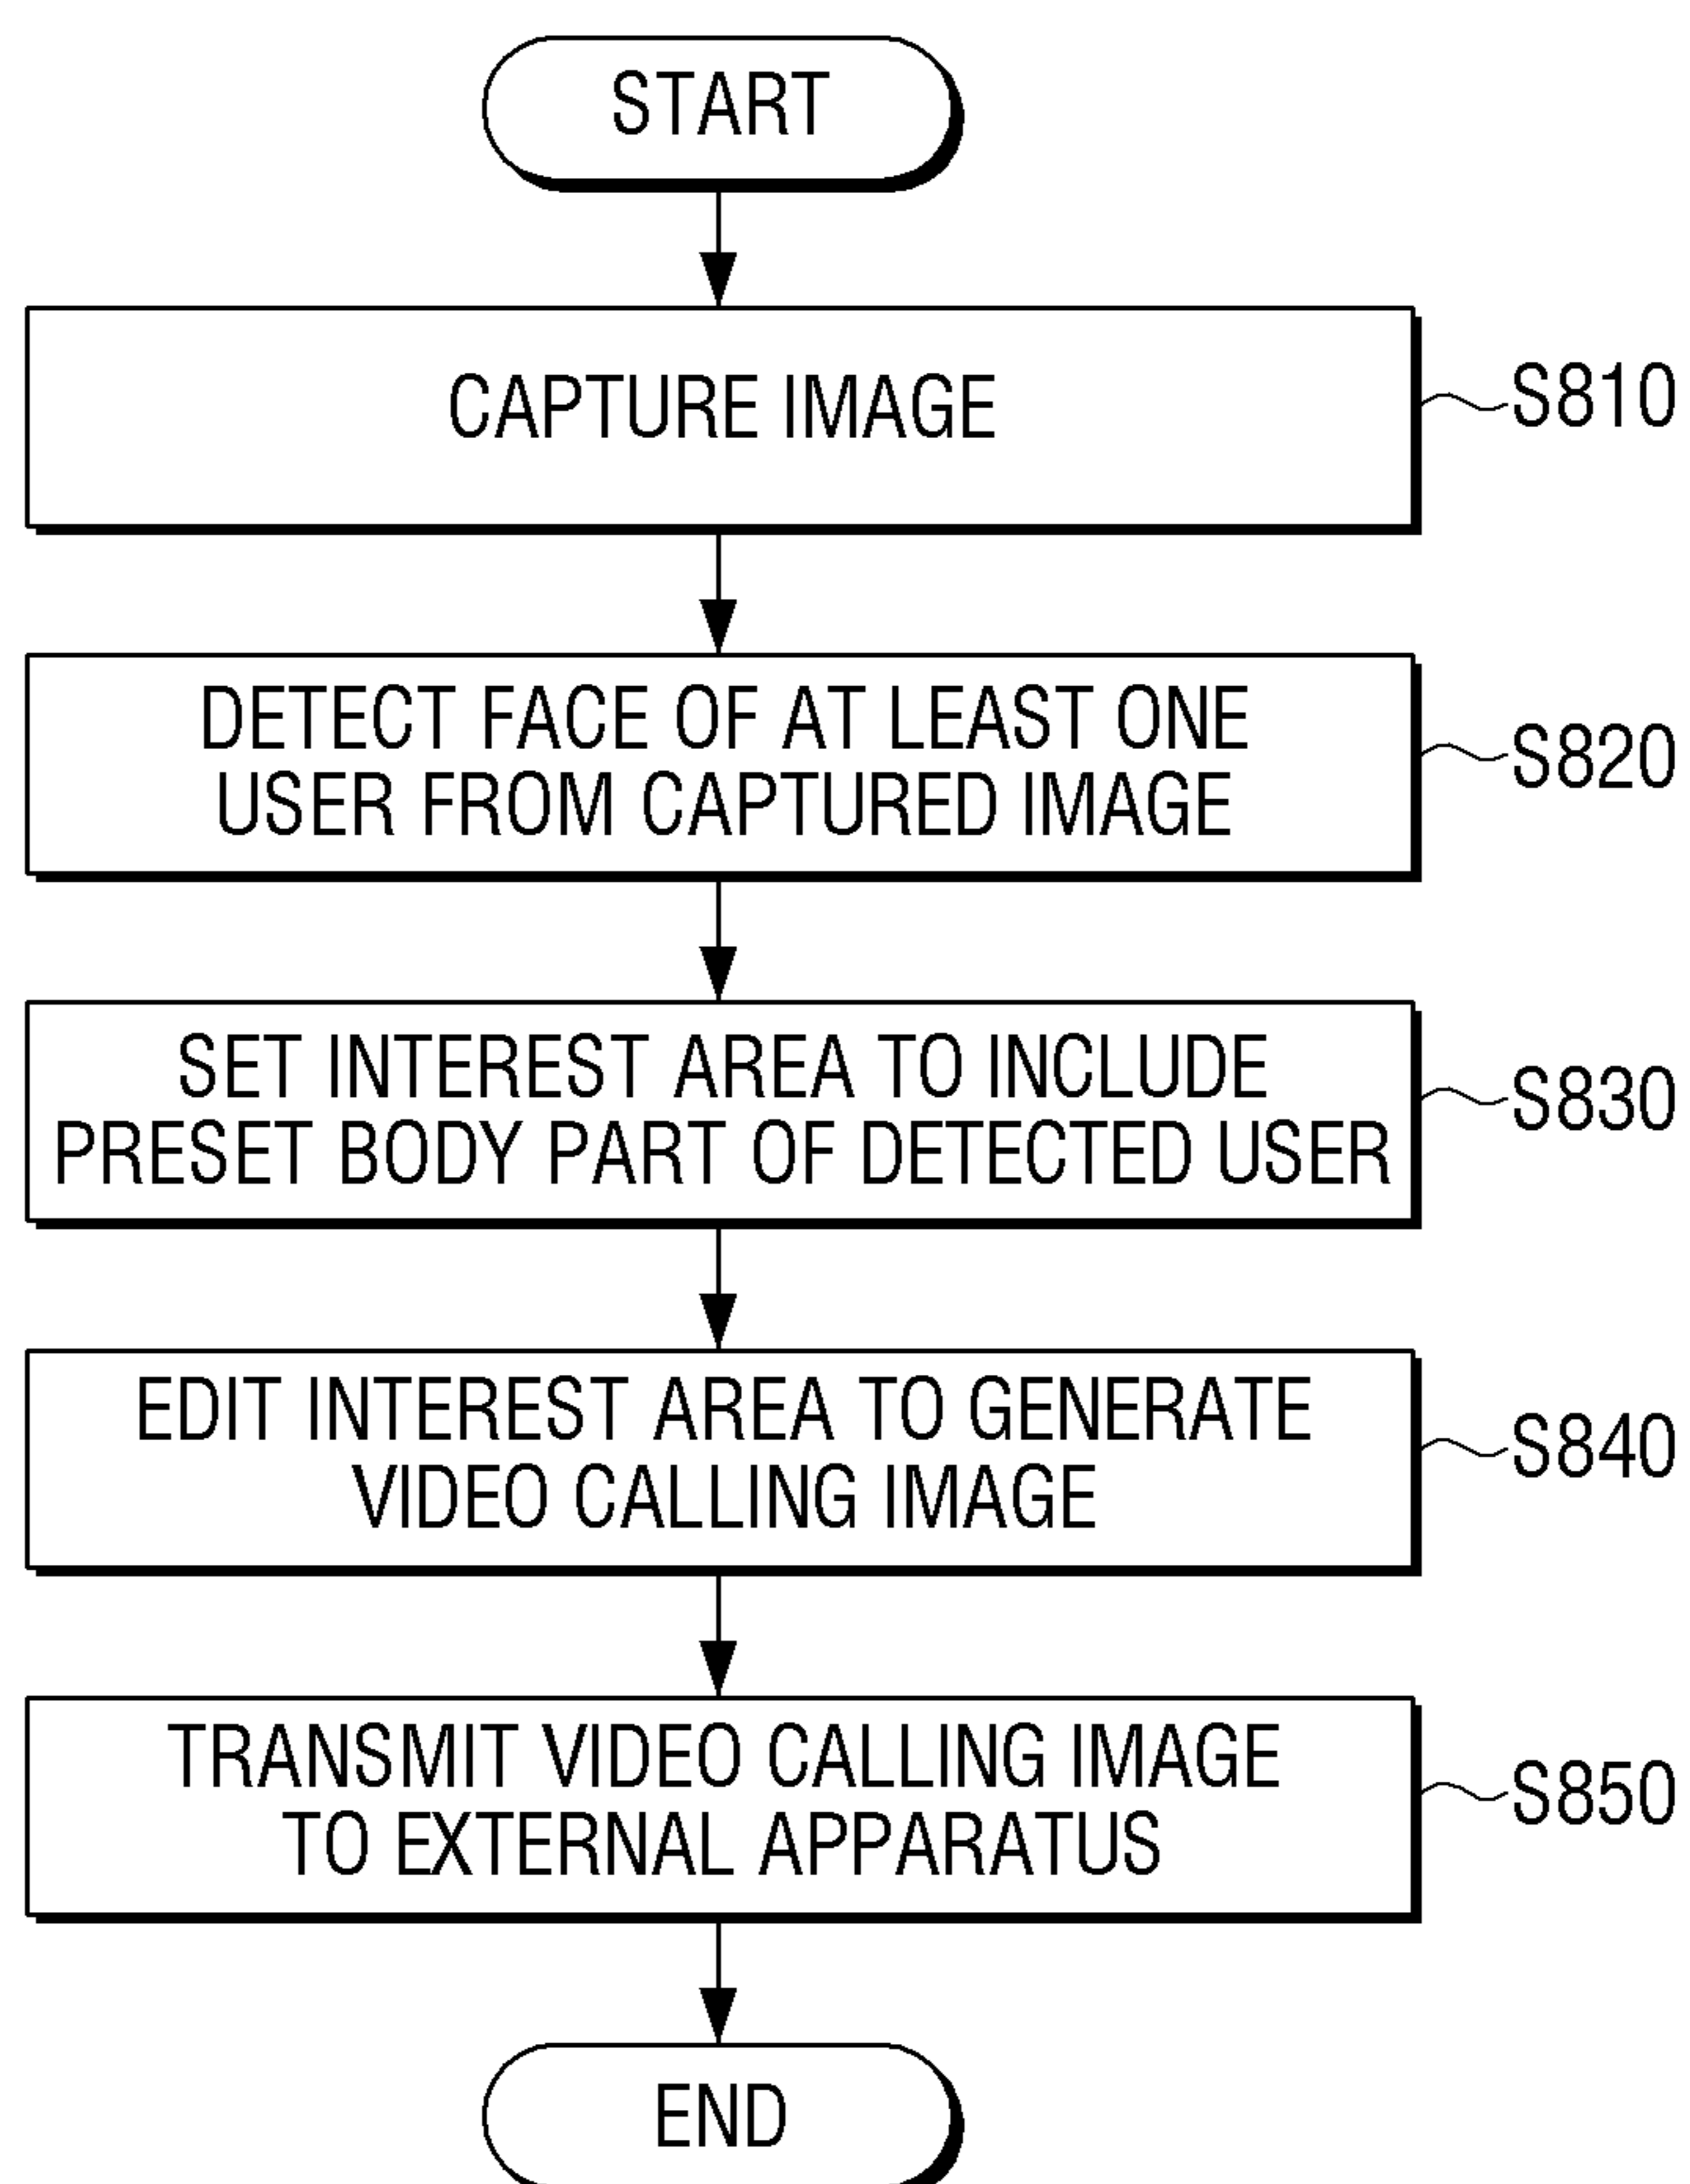 START
CAPTURE IMAGE
S810
DETECT FACE OF AT LEAST ONE
USER FROM CAPTURED IMAGE
S820
SET INTEREST AREA TO INCLUDE
PRESET BODY PART OF DETECTED USER
S830
EDIT INTEREST AREA TO GENERATE
VIDEO CALLING IMAGE
S840
TRANSMIT VIDEO CALLING IMAGE
TO EXTERNAL APPARATUS
S850
END